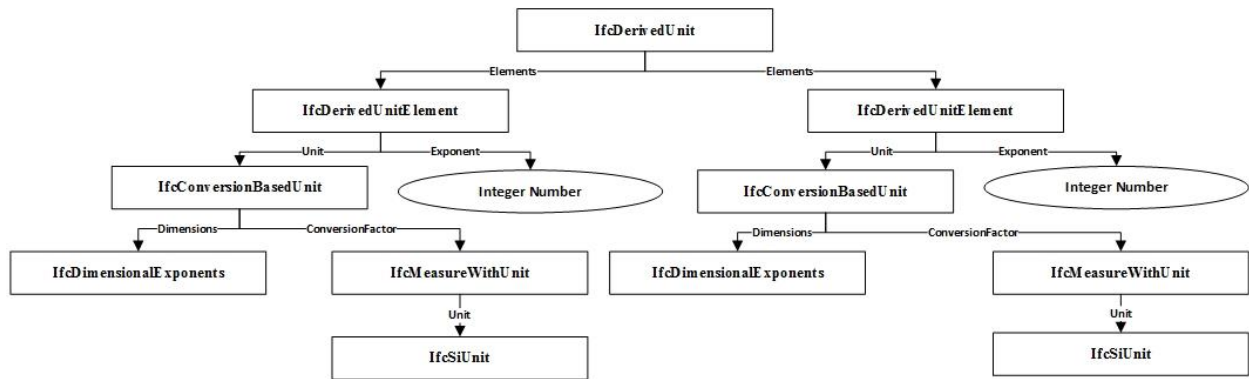 IfcDerivedUnit
Elements Elements
IfcDerivedUnitElement IfcDerivedUnitElement
Unit Exponent Unit Exponent
IfcConversionBasedUnit Integer Number IfcConversionBasedUnit Integer Number
Dimensions ConversionFactor Dimensions ConversionFactor
IfcDimensionalExponents IfcMeasureWithUnit IfcDimensionalExponents IfcMeasureWithUnit
Unit Unit
IfcSiUnit IfcSiUnit